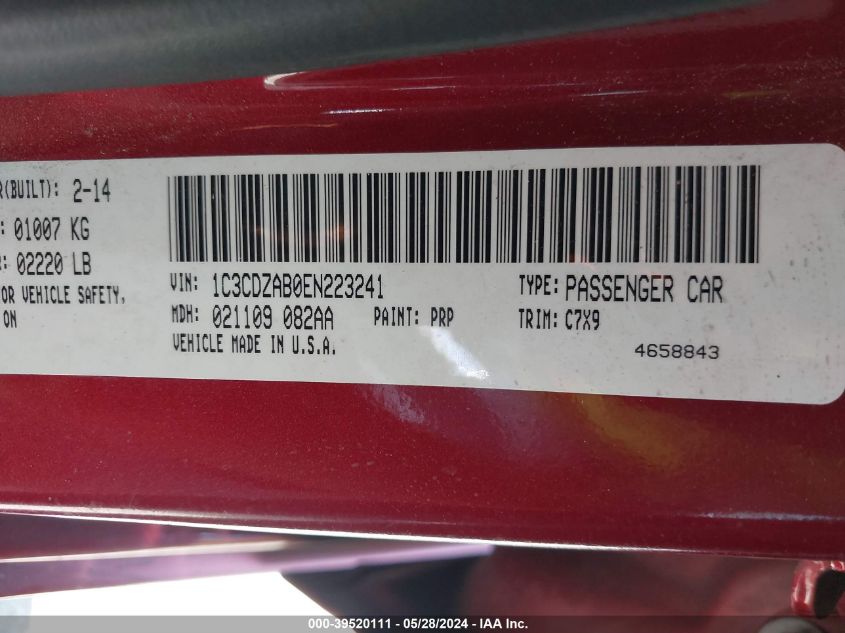 R(BUILT): 2-14
: 01007 KG
R: 02220 LB
OR VEHICLE SAFETY,
ON
VIN: 1C3CDZAB0EN223241
TYPE: PASSENGER CAR
MDH: 021109 082AA
PAINT: PRP
TRIM: C7X9
VEHICLE MADE IN U.S.A.
4658843
000-39520111 - 05/28/2024 - IAA Inc.